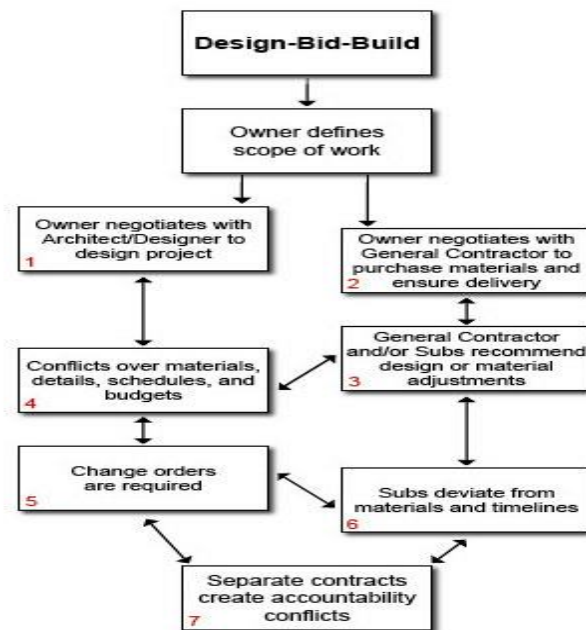 Design-Bid-Build
Owner defines
scope of work
Owner negotiates with
Architect/Designer to
design project
1
Owner negotiates with
General Contractor to
purchase materials and
ensure delivery
2
General Contractor
and/or Subs recommend
design or material
adjustments
3
Conflicts over materials,
details, schedules, and
budgets
4
Change orders
are required
5
Subs deviate from
materials and timelines
6
Separate contracts
create accountability
conflicts
7